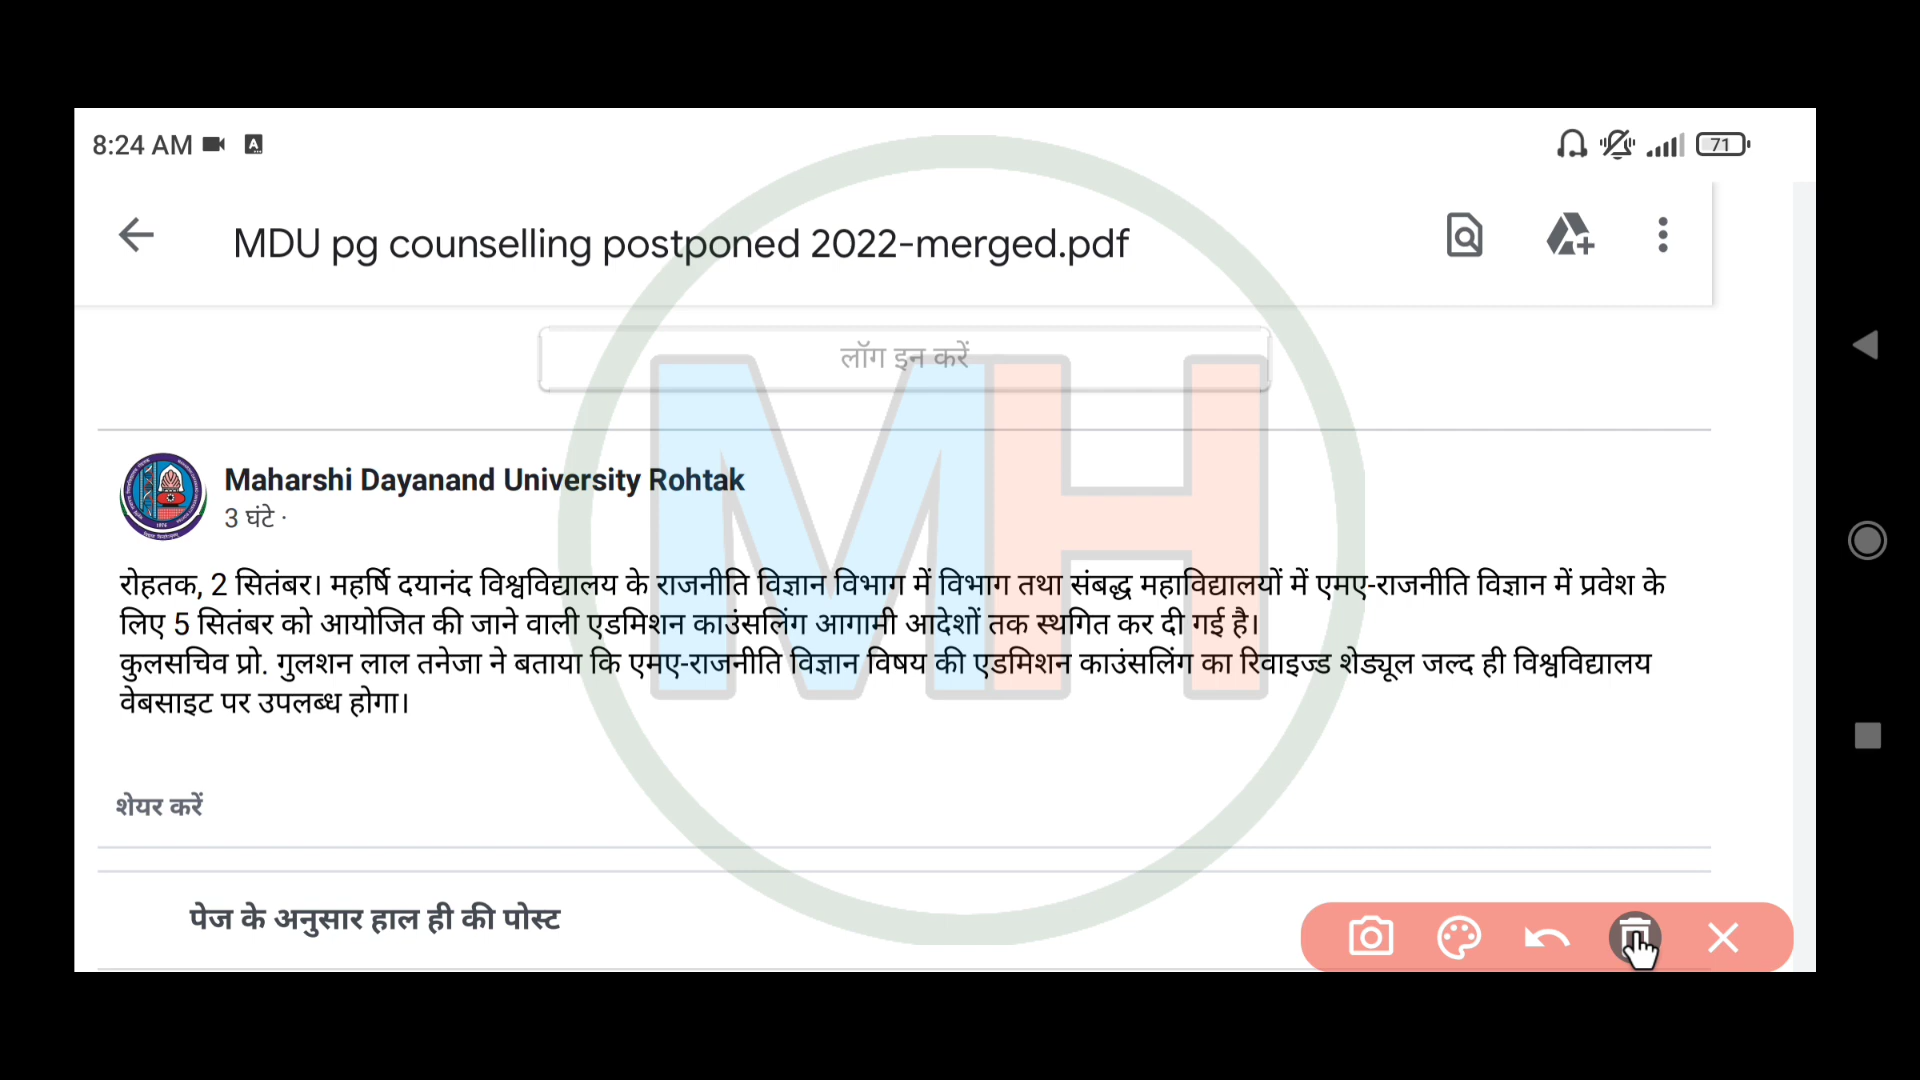 8:24 AM
71
MDU pg counselling postponed 2022-merged.pdf
लॉग इन करें
Maharshi Dayanand University Rohtak
3 घंटे ·
रोहतक, 2 सितंबर। महर्षि दयानंद विश्वविद्यालय के राजनीति विज्ञान विभाग में विभाग तथा संबद्ध महाविद्यालयों में एमए-राजनीति विज्ञान में प्रवेश के
लिए 5 सितंबर को आयोजित की जाने वाली एडमिशन काउंसलिंग आगामी आदेशों तक स्थगित कर दी गई है।
कुलसचिव प्रो. गुलशन लाल तनेजा ने बताया कि एमए-राजनीति विज्ञान विषय की एडमिशन काउंसलिंग का रिवाइज्ड शेड्यूल जल्द ही विश्वविद्यालय
वेबसाइट पर उपलब्ध होगा।
MH
शेयर करें
पेज के अनुसार हाल ही की पोस्ट